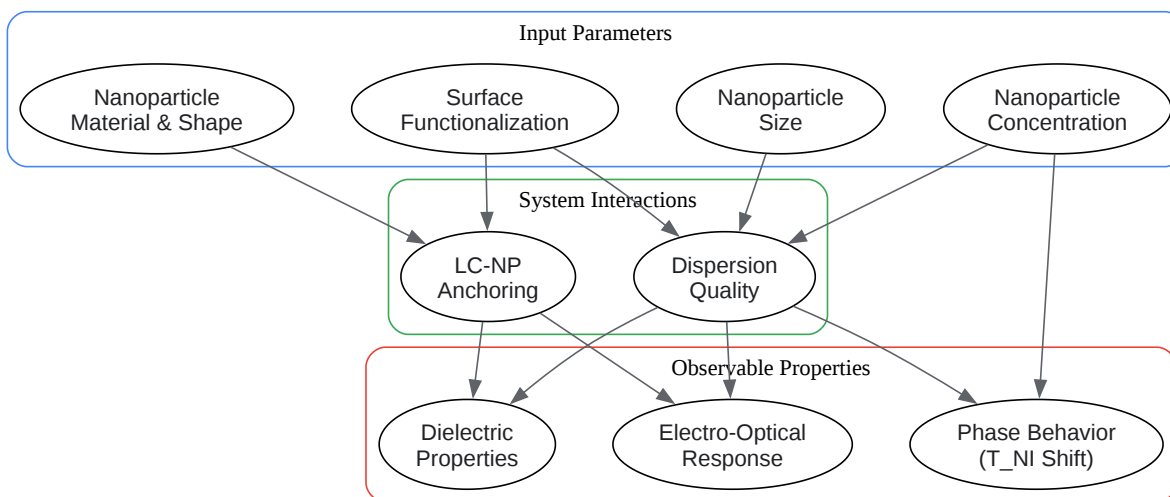 Input Parameters
Nanoparticle
Material & Shape
Surface
Functionalization
Nanoparticle
Size
Nanoparticle
Concentration
System Interactions
LC-NP
Anchoring
Dispersion
Quality
Observable Properties
Dielectric
Properties
Electro-Optical
Response
Phase Behavior
(T_NI Shift)